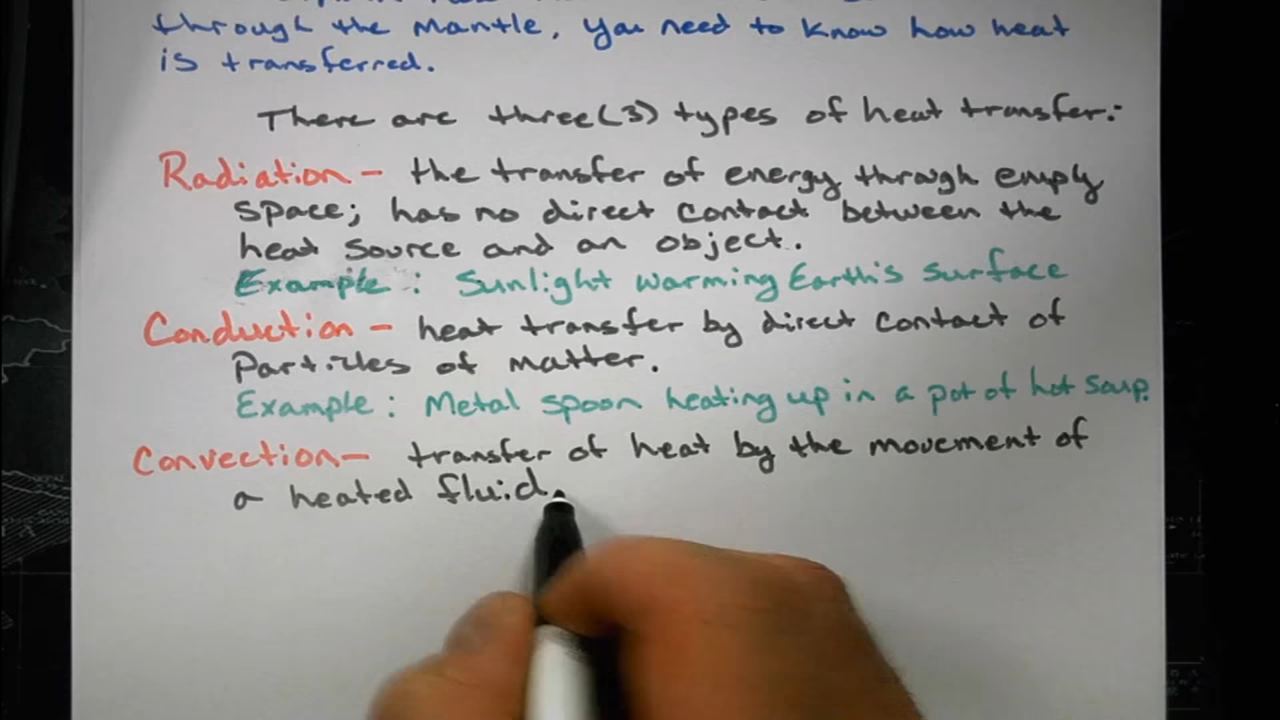 through the mantle, you need to know how heat
is transferred.
There are three (3) types of heat transfer:
Radiation - the transfer of energy through empty
space; has no direct contact between the
heat source and an object.
Example : Sunlight warming Earth's surface
Conduction - heat transfer by direct contact of
Particles of matter.
Example : Metal spoon heating up in a pot of hot soup.
Convection - transfer of heat by the movement of
a heated fluid.